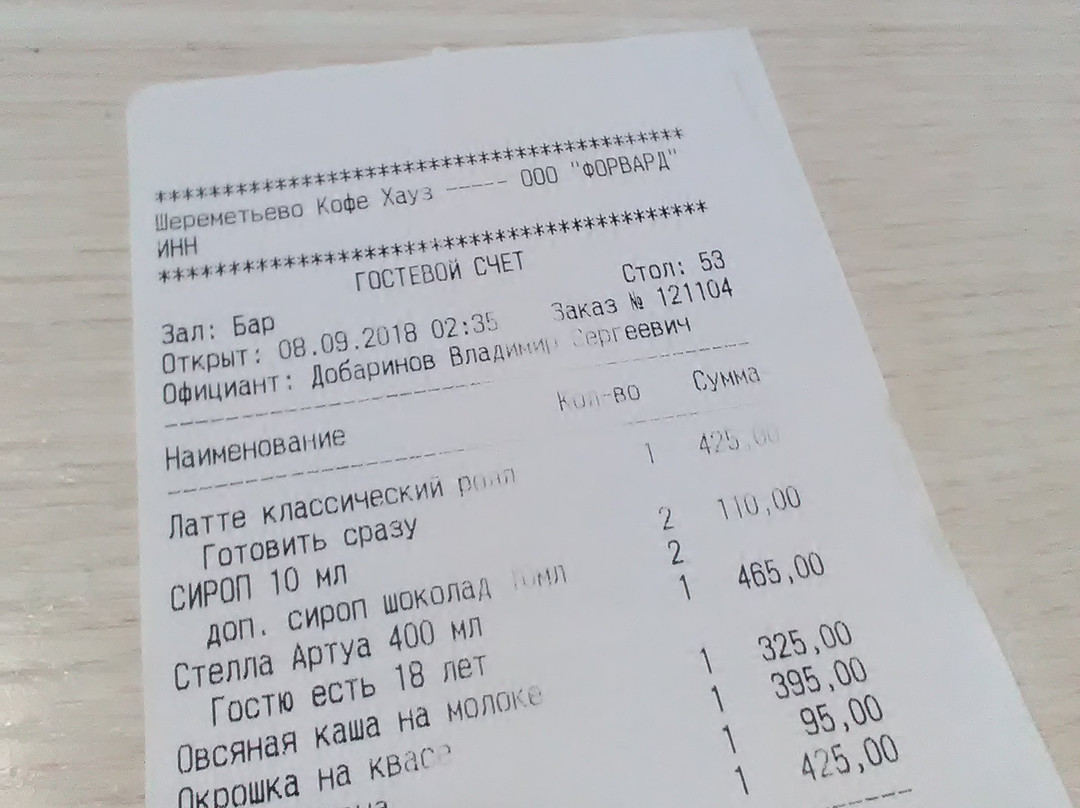 ****************************************
Шереметьево Кофе Хауз ----- ООО "ФОРВАРД"
ИНН
****************************************
ГОСТЕВОЙ СЧЕТ
Зал: Бар Стол: 53
Открыт: 08.09.2018 02:35 Заказ № 121104
Официант: Добаринов Владимир Сергеевич
Наименование Кол-во Сумма
Латте классический ролл 1 425,00
Готовить сразу
СИРОП 10 мл 2 110,00
доп. сироп шоколад 10мл 2
Стелла Артуа 400 мл 1 465,00
Гостю есть 18 лет
Овсяная каша на молоке 1 325,00
Окрошка на квасе 1 395,00
1 95,00
1 425,00